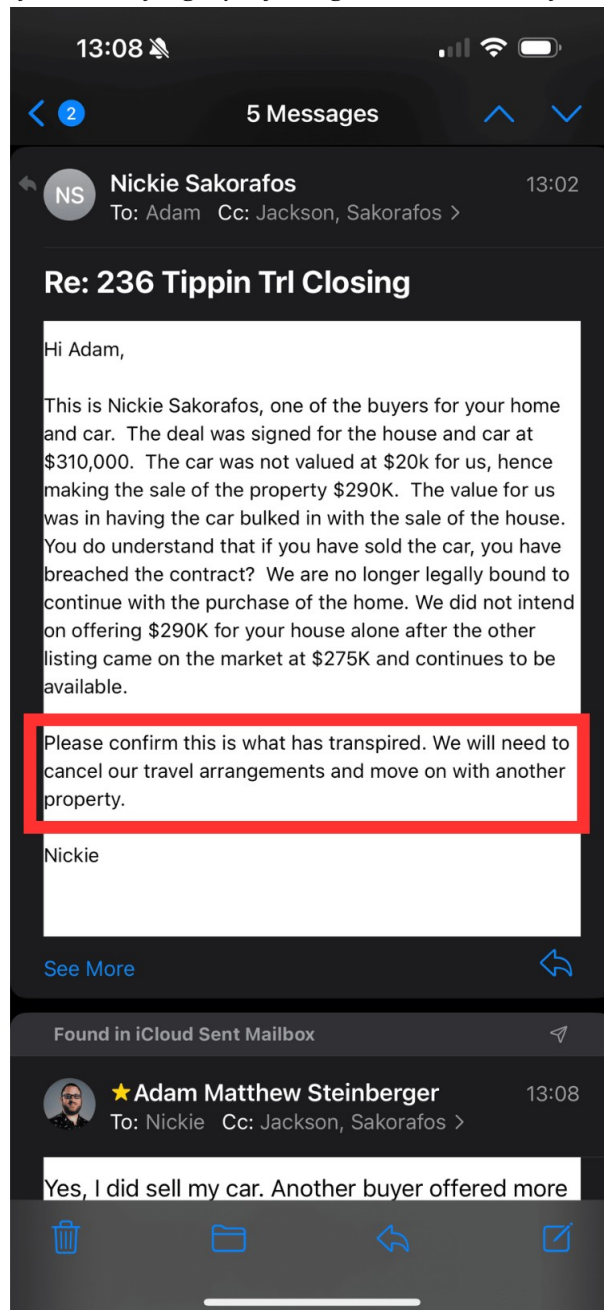 13:08
2
5 Messages
NS
Nickie Sakorafos
13:02
To: Adam Cc: Jackson, Sakorafos >
Re: 236 Tippin Trl Closing
Hi Adam,
This is Nickie Sakorafos, one of the buyers for your home
and car. The deal was signed for the house and car at
$310,000. The car was not valued at $20k for us, hence
making the sale of the property $290K. The value for us
was in having the car bulked in with the sale of the house.
You do understand that if you have sold the car, you have
breached the contract? We are no longer legally bound to
continue with the purchase of the home. We did not intend
on offering $290K for your house alone after the other
listing came on the market at $275K and continues to be
available.
Please confirm this is what has transpired. We will need to
cancel our travel arrangements and move on with another
property.
Nickie
See More
Found in iCloud Sent Mailbox
Adam Matthew Steinberger
13:08
To: Nickie Cc: Jackson, Sakorafos >
Yes, I did sell my car. Another buyer offered more